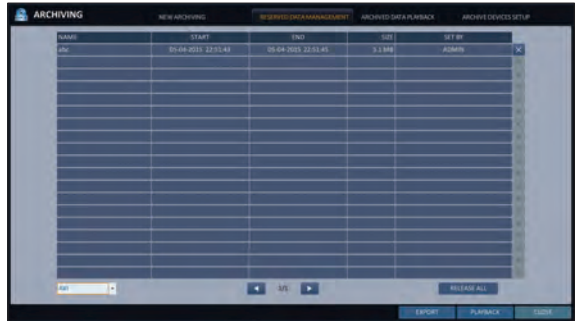 ARCHIVING
NEW ARCHIVING RESERVED DATA MANAGEMENT ARCHIVED DATA PLAYBACK ARCHIVE DEVICES SETUP
NAME START END SIZE SET BY
05-04-2015 22:51:43 05-04-2015 22:51:45 3.1 MB ADMIN X
1/1 RELEASE ALL
EXPORT PLAYBACK CLOSE